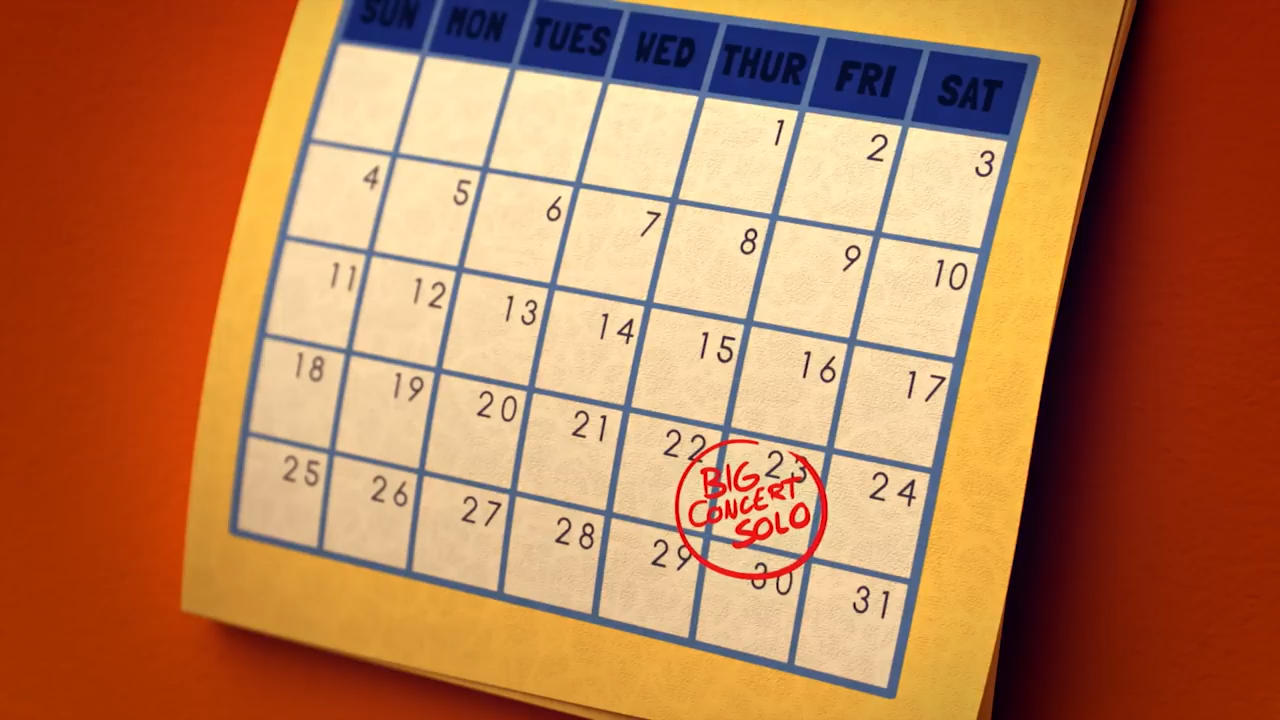 SUN MON TUES WED THUR FRI SAT
1 2 3
4 5 6 7 8 9 10
11 12 13 14 15 16 17
18 19 20 21 22 23 24
BIG
CONCERT
SOLO
25 26 27 28 29 30 31